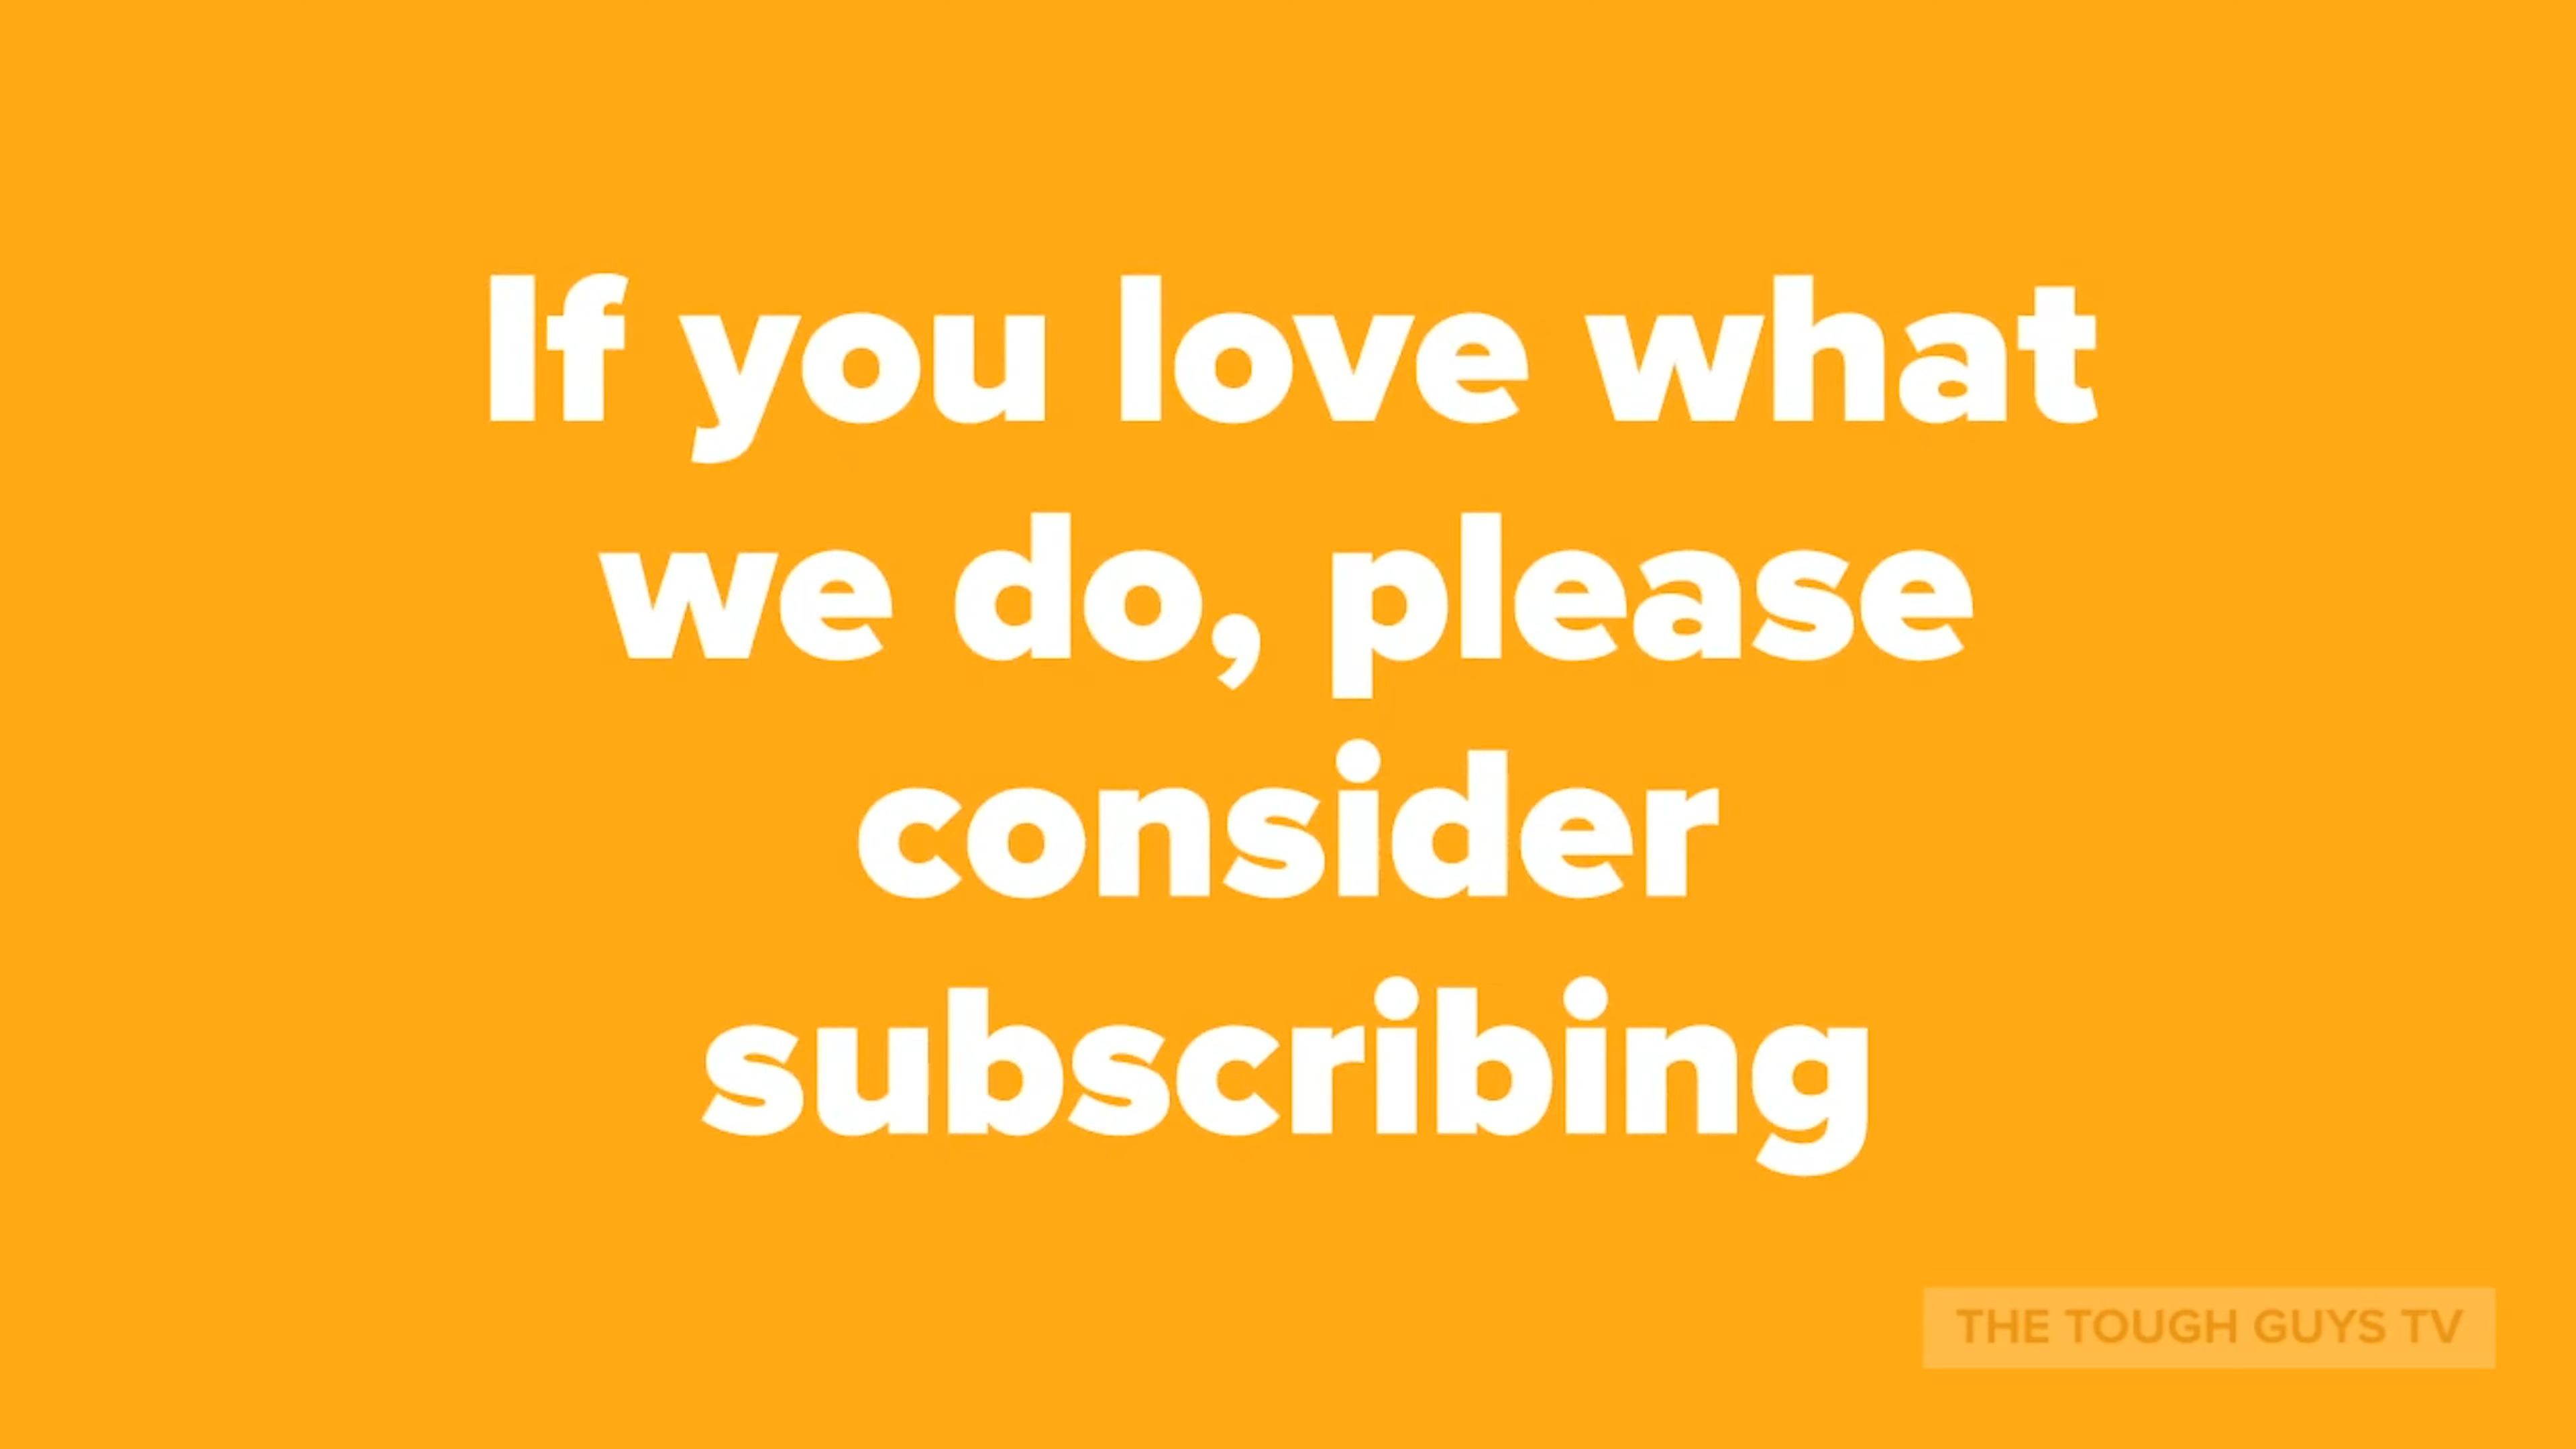 If you love what
we do, please
consider
subscribing
THE TOUGH GUYS TV